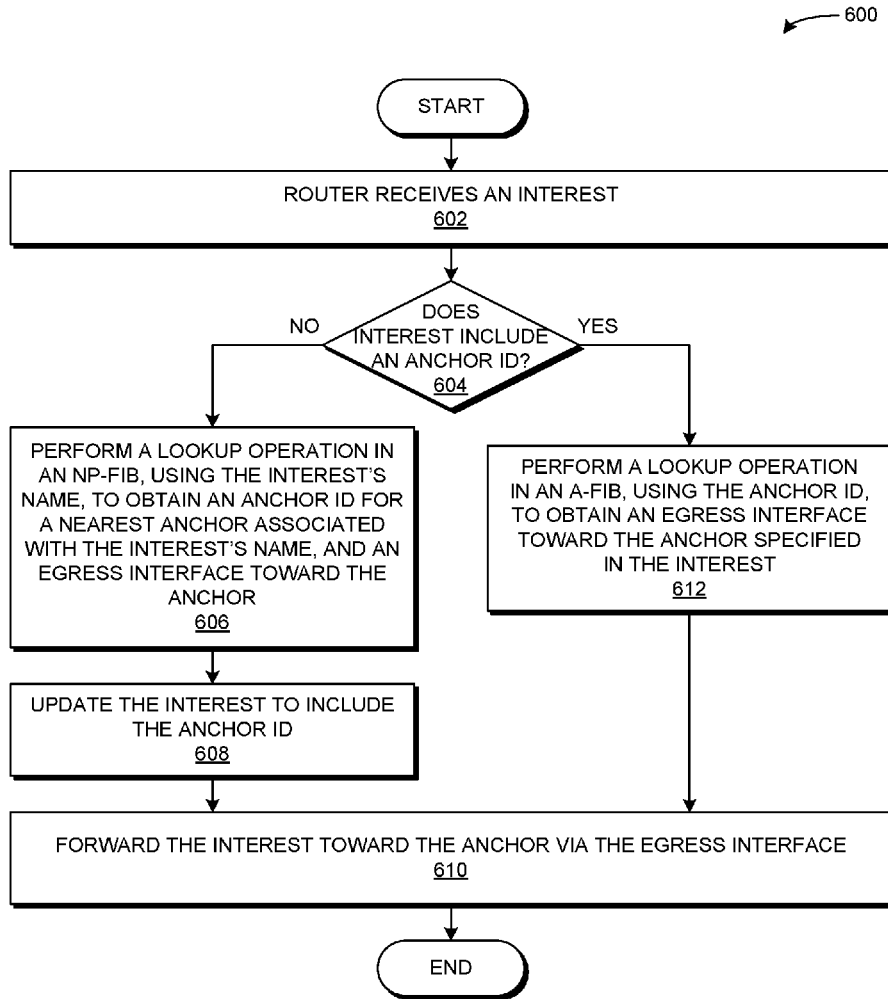 600
START
ROUTER RECEIVES AN INTEREST
602
DOES
INTEREST INCLUDE
AN ANCHOR ID?
604
NO
YES
PERFORM A LOOKUP OPERATION IN
AN NP-FIB, USING THE INTEREST'S
NAME, TO OBTAIN AN ANCHOR ID FOR
A NEAREST ANCHOR ASSOCIATED
WITH THE INTEREST'S NAME, AND AN
EGRESS INTERFACE TOWARD THE
ANCHOR
606
PERFORM A LOOKUP OPERATION
IN AN A-FIB, USING THE ANCHOR ID,
TO OBTAIN AN EGRESS INTERFACE
TOWARD THE ANCHOR SPECIFIED
IN THE INTEREST
612
UPDATE THE INTEREST TO INCLUDE
THE ANCHOR ID
608
FORWARD THE INTEREST TOWARD THE ANCHOR VIA THE EGRESS INTERFACE
610
END